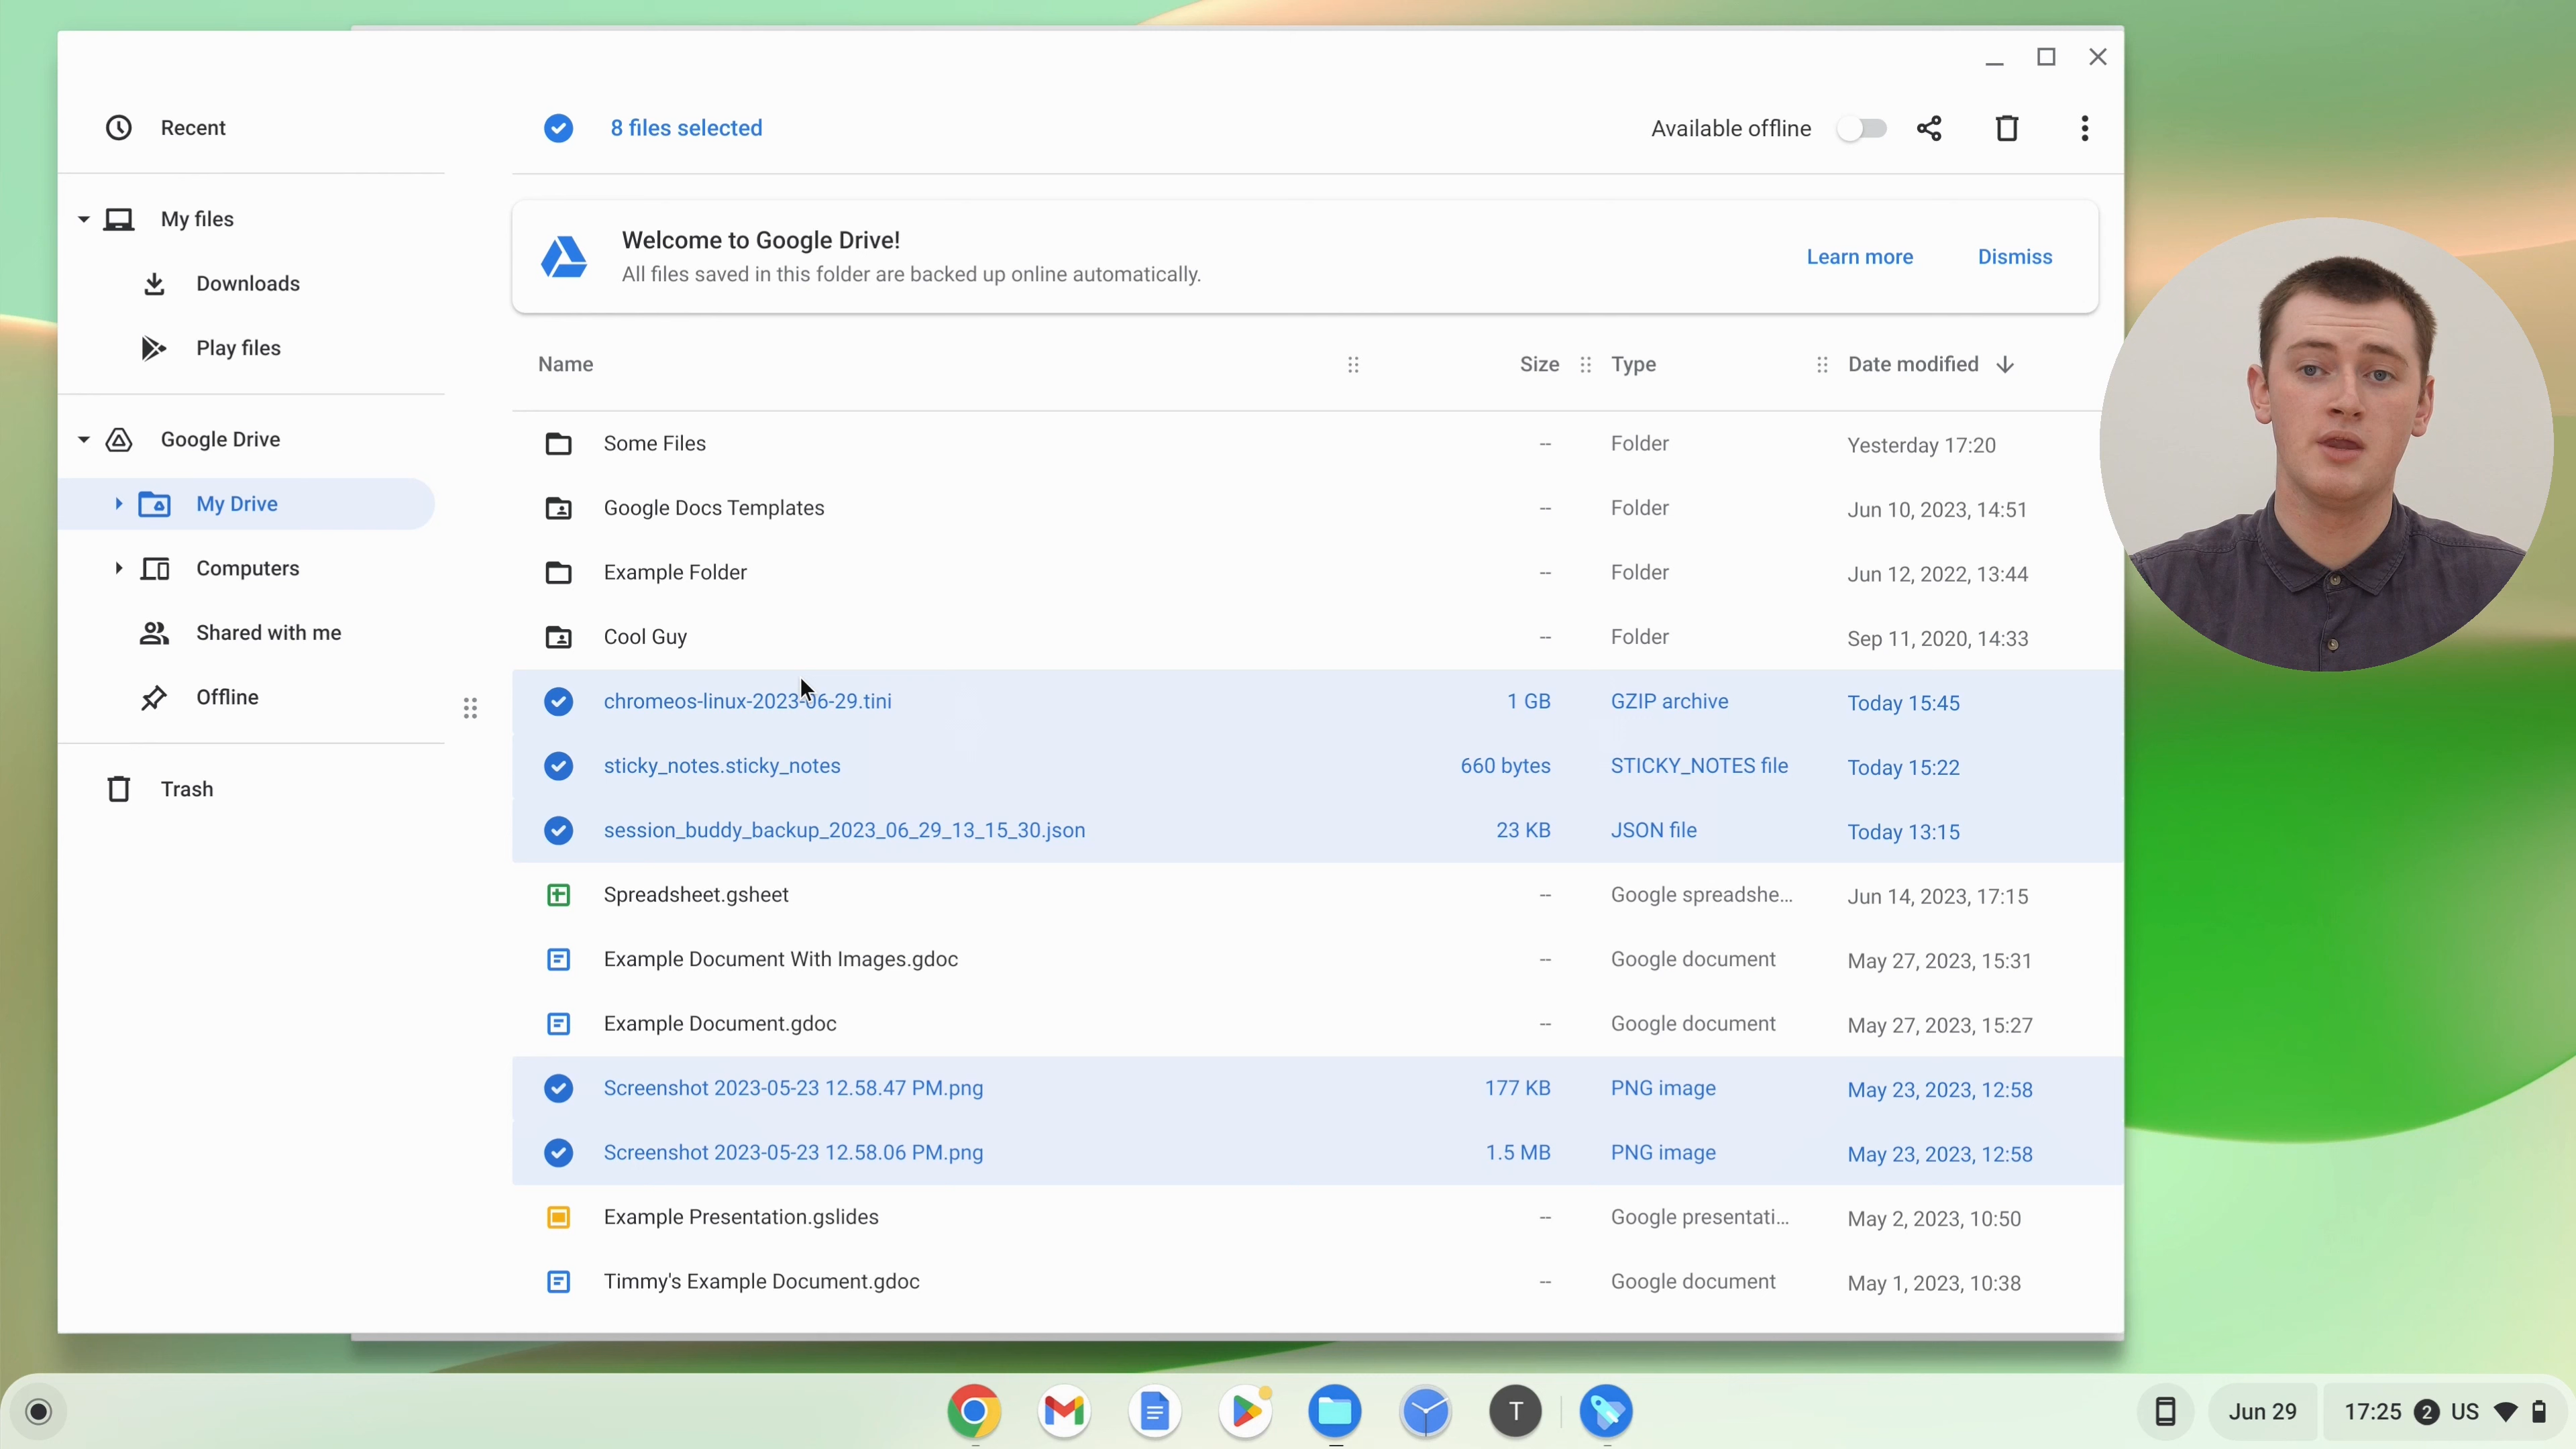 Recent
My files
Downloads
Play files
Google Drive
My Drive
Computers
Shared with me
Offline
Trash
8 files selected
Available offline
Welcome to Google Drive!
All files saved in this folder are backed up online automatically.
Learn more
Dismiss
Name Size Type Date modified
Some Files -- Folder Yesterday 17:20
Google Docs Templates -- Folder Jun 10, 2023, 14:51
Example Folder -- Folder Jun 12, 2022, 13:44
Cool Guy -- Folder Sep 11, 2020, 14:33
chromeos-linux-2023-06-29.tini 1 GB GZIP archive Today 15:45
sticky_notes.sticky_notes 660 bytes STICKY_NOTES file Today 15:22
session_buddy_backup_2023_06_29_13_15_30.json 23 KB JSON file Today 13:15
Spreadsheet.gsheet -- Google spreadshe... Jun 14, 2023, 17:15
Example Document With Images.gdoc -- Google document May 27, 2023, 15:31
Example Document.gdoc -- Google document May 27, 2023, 15:27
Screenshot 2023-05-23 12.58.47 PM.png 177 KB PNG image May 23, 2023, 12:58
Screenshot 2023-05-23 12.58.06 PM.png 1.5 MB PNG image May 23, 2023, 12:58
Example Presentation.gslides -- Google presentati... May 2, 2023, 10:50
Timmy's Example Document.gdoc -- Google document May 1, 2023, 10:38
T
Jun 29
17:25 2 US